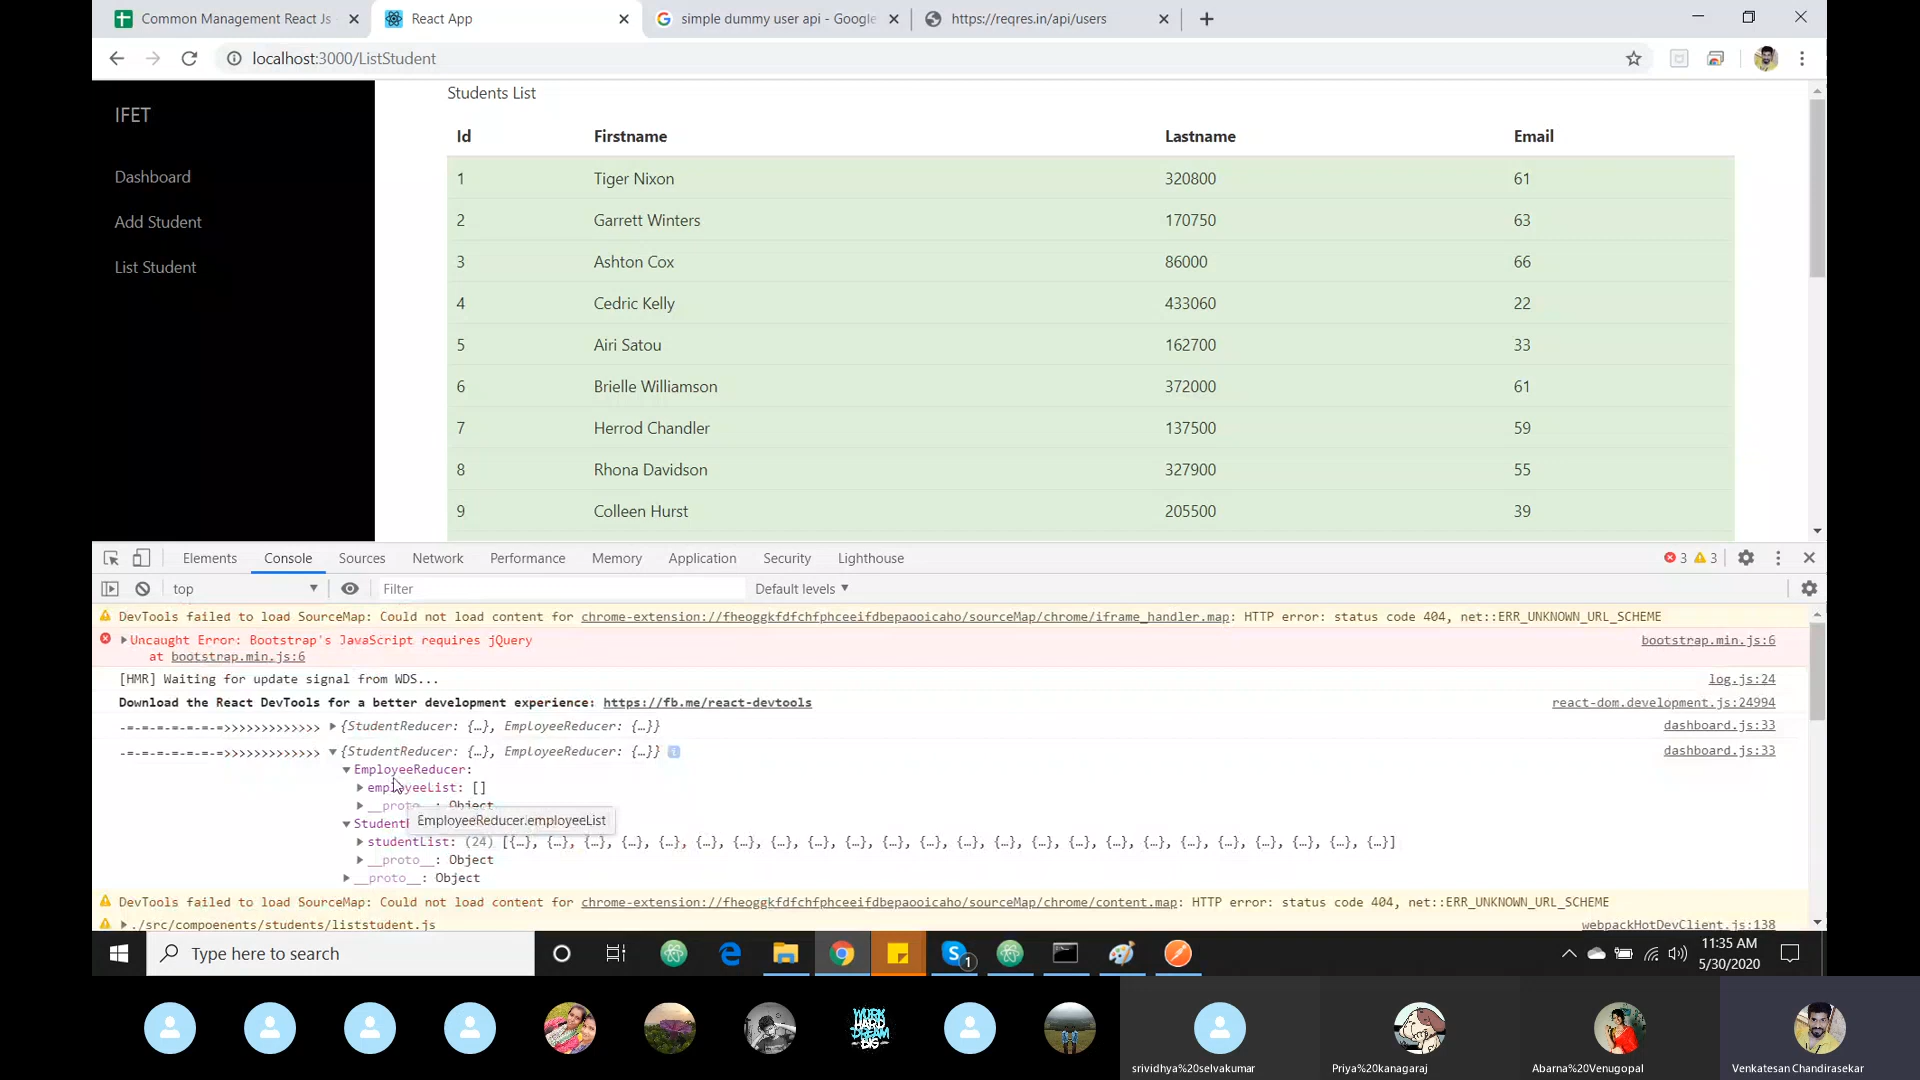 Common Management React Js
React App
simple dummy user api - Google
https://reqres.in/api/users
localhost:3000/ListStudent
IFET
Dashboard
Add Student
List Student
Students List
Id Firstname Lastname Email
1 Tiger Nixon 320800 61
2 Garrett Winters 170750 63
3 Ashton Cox 86000 66
4 Cedric Kelly 433060 22
5 Airi Satou 162700 33
6 Brielle Williamson 372000 61
7 Herrod Chandler 137500 59
8 Rhona Davidson 327900 55
9 Colleen Hurst 205500 39
Elements Console Sources Network Performance Memory Application Security Lighthouse 3 3
top Filter Default levels
DevTools failed to load SourceMap: Could not load content for chrome-extension://fheoggkfdfchfphceeifdbepaooicaho/sourceMap/chrome/iframe_handler.map: HTTP error: status code 404, net::ERR_UNKNOWN_URL_SCHEME
Uncaught Error: Bootstrap's JavaScript requires jQuery bootstrap.min.js:6
at bootstrap.min.js:6
[HMR] Waiting for update signal from WDS... log.js:24
Download the React DevTools for a better development experience: https://fb.me/react-devtools react-dom.development.js:24994
-=-=-=-=-=-=>>>>>>>>>>>>> {StudentReducer: {…}, EmployeeReducer: {…}} dashboard.js:33
-=-=-=-=-=-=>>>>>>>>>>>>> {StudentReducer: {…}, EmployeeReducer: {…}} i dashboard.js:33
EmployeeReducer:
employeeList: []
__proto__: Object
EmployeeReducer.employeeList
studentList: (24) [{…}, {…}, {…}, {…}, {…}, {…}, {…}, {…}, {…}, {…}, {…}, {…}, {…}, {…}, {…}, {…}, {…}, {…}, {…}, {…}, {…}, {…}, {…}, {…}]
__proto__: Object
__proto__: Object
DevTools failed to load SourceMap: Could not load content for chrome-extension://fheoggkfdfchfphceeifdbepaooicaho/sourceMap/chrome/content.map: HTTP error: status code 404, net::ERR_UNKNOWN_URL_SCHEME
./src/compoenents/students/liststudent.js webpackHotDevClient.js:138
Type here to search
1
11:35 AM
5/30/2020
WORK HARD DREAM BIG
srividhya%20selvakumar
Priya%20kanagaraj
Abarna%20Venugopal
Venkatesan Chandirasekar